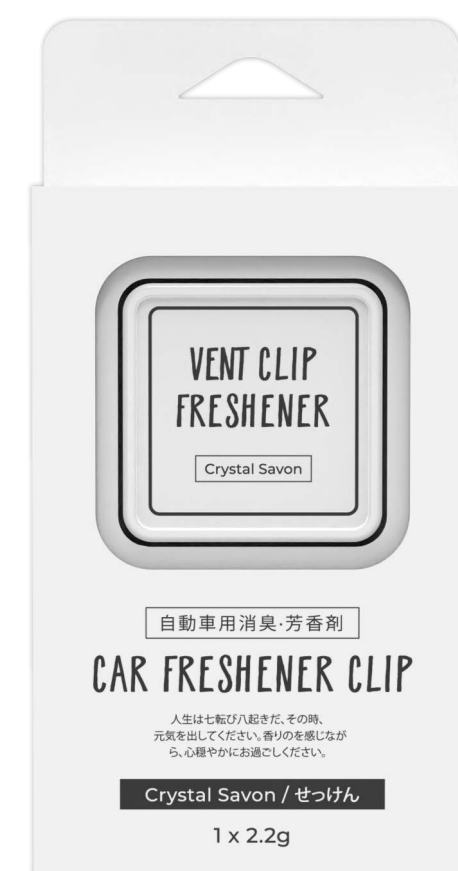 VENT CLIP
FRESHENER
Crystal Savon
自動車用消臭·芳香剤
CAR FRESHENER CLIP
人生は七転び八起きだ、その時、
元気を出してください。香りのを感じなが
ら、心穏やかにお過ごしください。
Crystal Savon / せっけん
1 x 2.2g